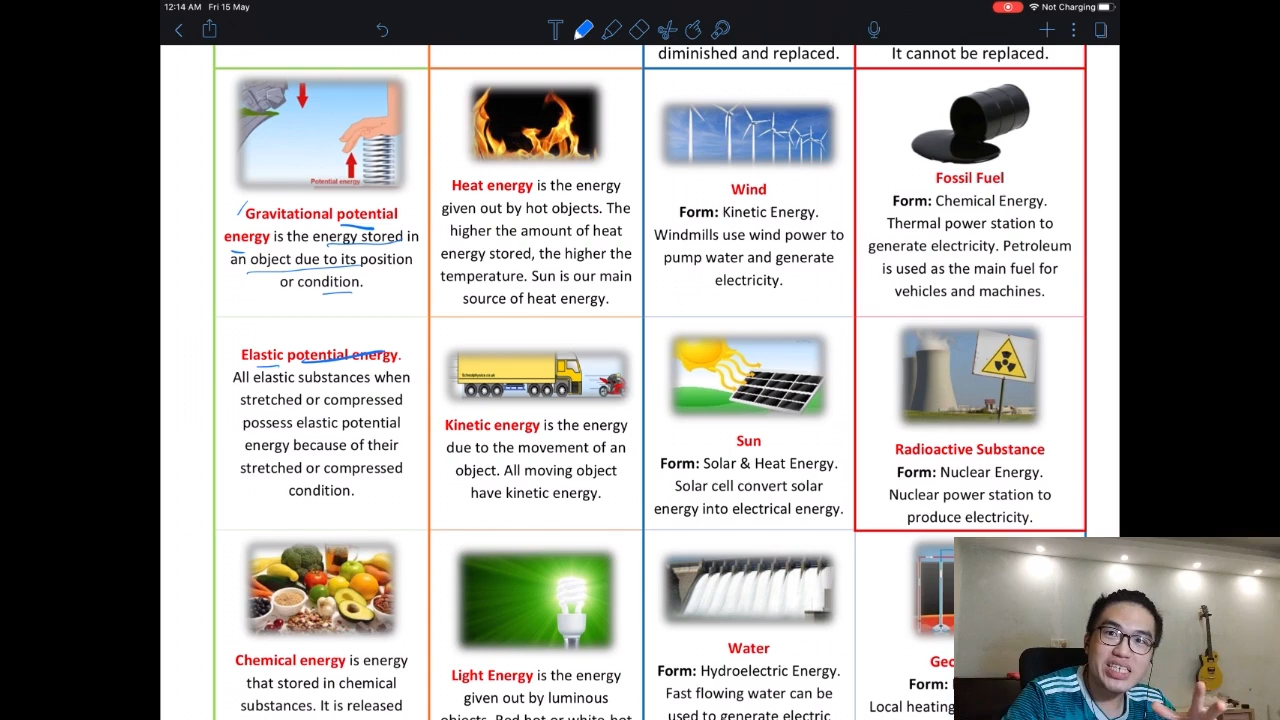 12:14 AM Fri 15 May
Not Charging
T
diminished and replaced.
It cannot be replaced.
Potential energy
Gravitational potential
energy is the energy stored in
an object due to its position
or condition.
Heat energy is the energy
given out by hot objects. The
higher the amount of heat
energy stored, the higher the
temperature. Sun is our main
source of heat energy.
Wind
Form: Kinetic Energy.
Windmills use wind power to
pump water and generate
electricity.
Fossil Fuel
Form: Chemical Energy.
Thermal power station to
generate electricity. Petroleum
is used as the main fuel for
vehicles and machines.
Elastic potential energy.
All elastic substances when
stretched or compressed
possess elastic potential
energy because of their
stretched or compressed
condition.
Kinetic energy is the energy
due to the movement of an
object. All moving object
have kinetic energy.
Sun
Form: Solar & Heat Energy.
Solar cell convert solar
energy into electrical energy.
Radioactive Substance
Form: Nuclear Energy.
Nuclear power station to
produce electricity.
Chemical energy is energy
that stored in chemical
substances. It is released
Light Energy is the energy
given out by luminous
objects. Red hot or white hot
Water
Form: Hydroelectric Energy.
Fast flowing water can be
used to generate electric
Form:
Local heating